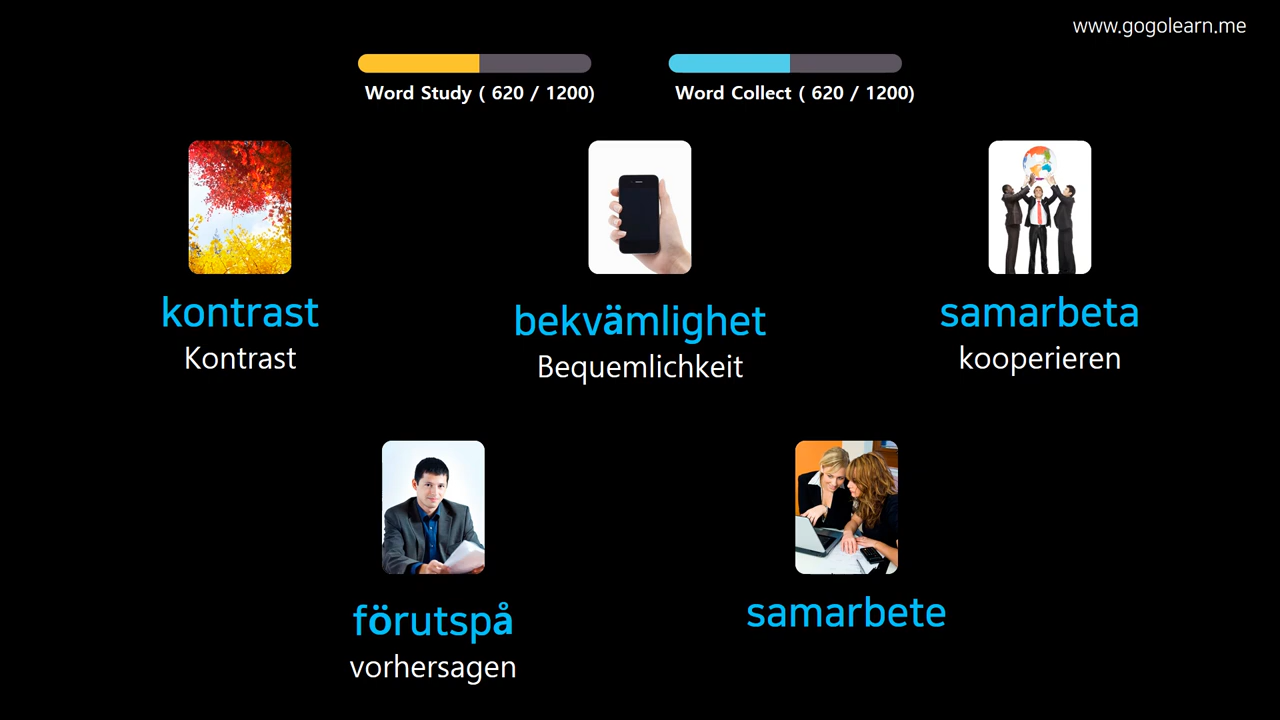 www.gogolearn.me
Word Study ( 620 / 1200)
Word Collect ( 620 / 1200)
kontrast
Kontrast
bekvämlighet
Bequemlichkeit
samarbeta
kooperieren
förutspå
vorhersagen
samarbete